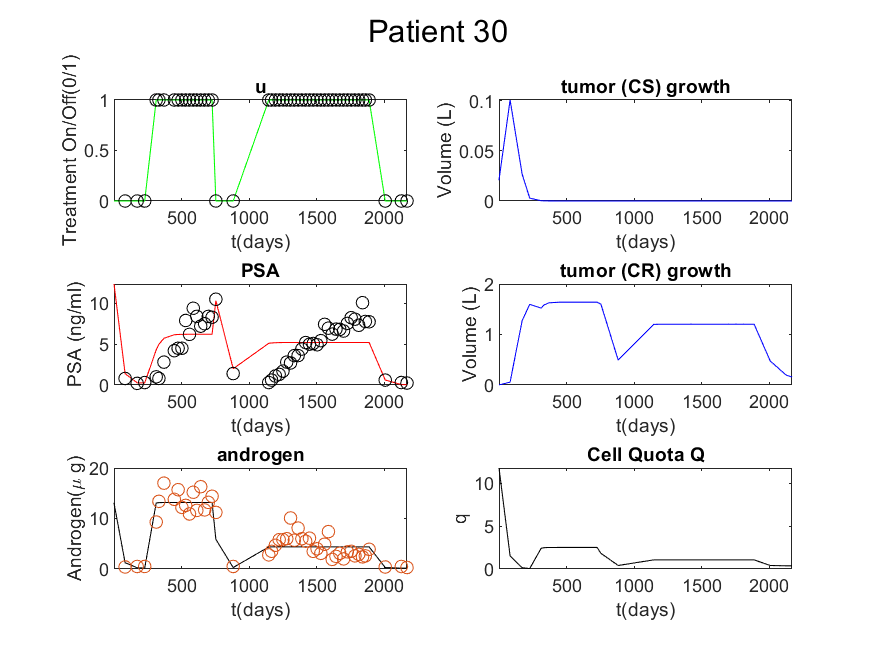 Patient 30
u
Treatment On/Off(0/1)
1
0.5
0
500
1000
1500
2000
t(days)
tumor (CS) growth
Volume (L)
0.1
0.05
0
500
1000
1500
2000
t(days)
PSA
PSA (ng/ml)
10
5
0
500
1000
1500
2000
t(days)
tumor (CR) growth
Volume (L)
2
1
0
500
1000
1500
2000
t(days)
androgen
Androgen(μ g)
20
10
0
500
1000
1500
2000
t(days)
Cell Quota Q
q
10
5
0
500
1000
1500
2000
t(days)